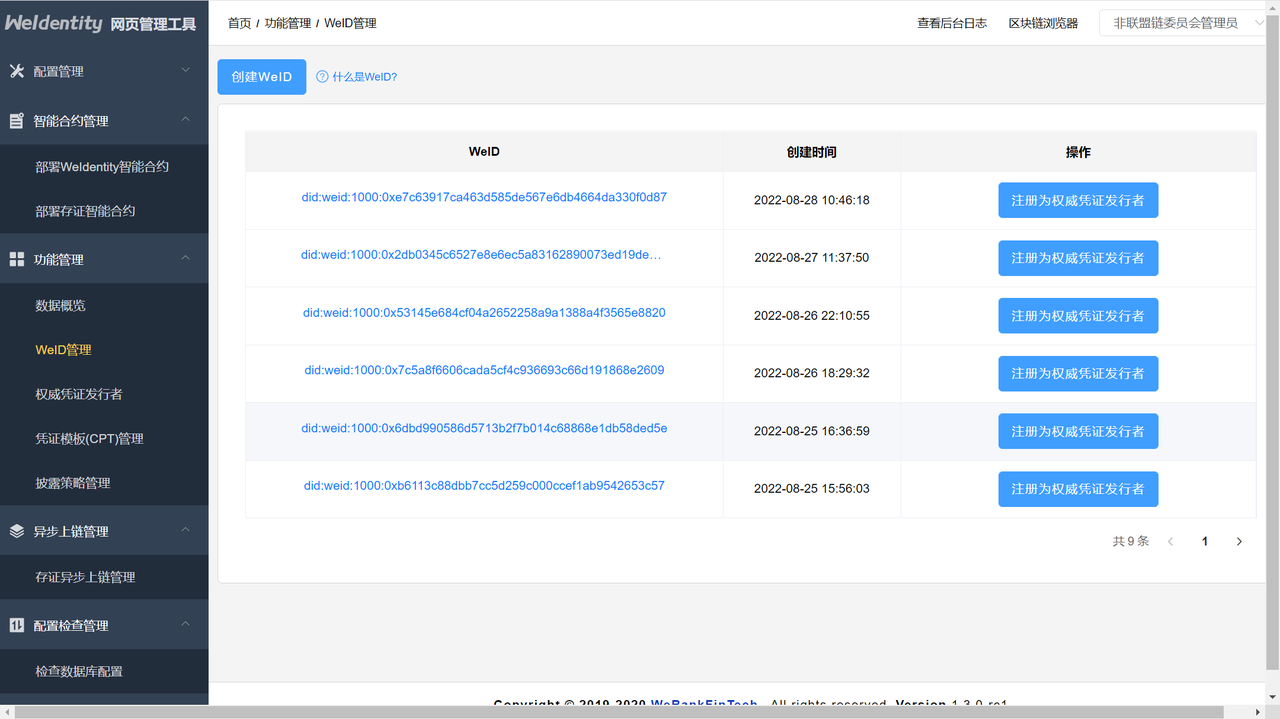 WeIdentity 网页管理工具
首页 / 功能管理 / WeID管理
查看后台日志 区块链浏览器 非联盟链委员会管理员
配置管理
智能合约管理
部署WeIdentity智能合约
部署存证智能合约
功能管理
数据概览
WeID管理
权威凭证发行者
凭证模板(CPT)管理
披露策略管理
异步上链管理
存证异步上链管理
配置检查管理
检查数据库配置
创建WeID 什么是WeID?
WeID 创建时间 操作
did:weid:1000:0xe7c63917ca463d585de567e6db4664da330f0d87 2022-08-28 10:46:18 注册为权威凭证发行者
did:weid:1000:0x2db0345c6527e8e6ec5a83162890073ed19de... 2022-08-27 11:37:50 注册为权威凭证发行者
did:weid:1000:0x53145e684cf04a2652258a9a1388a4f3565e8820 2022-08-26 22:10:55 注册为权威凭证发行者
did:weid:1000:0x7c5a8f6606cada5cf4c936693c66d191868e2609 2022-08-26 18:29:32 注册为权威凭证发行者
did:weid:1000:0x6dbd990586d5713b2f7b014c68868e1db58ded5e 2022-08-25 16:36:59 注册为权威凭证发行者
did:weid:1000:0xb6113c88dbb7cc5d259c000ccef1ab9542653c57 2022-08-25 15:56:03 注册为权威凭证发行者
共 9 条 1
Copyright © 2019-2020 WeBankFinTech. All rights reserved. Version 1.3.0-rc1